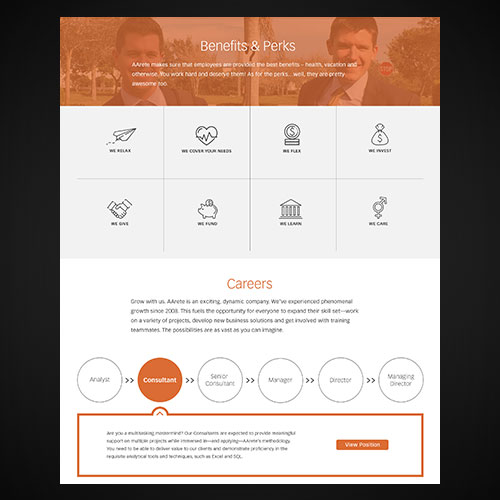 Benefits & Perks
AArete makes sure that employees are provided the best benefits – health, vacation and
otherwise. You work hard and deserve them! As for the perks... well, they are pretty
awesome too.
WE RELAX
WE COVER YOUR NEEDS
WE FLEX
WE INVEST
WE GIVE
WE FUND
WE LEARN
WE CARE
Careers
Grow with us. AArete is an exciting, dynamic company. We've experienced phenomenal
growth since 2008. This fuels the opportunity for everyone to expand their skill set—work
on a variety of projects, develop new business solutions and get involved with training
teammates. The possibilities are as vast as you can imagine.
Analyst
>>
Consultant
>>
Senior
Consultant
>>
Manager
>>
Director
>>
Managing
Director
Are you a multitasking mastermind? Our Consultants are expected to provide meaningful
support on multiple projects while immersed in—and applying—AArete's methodology.
You need to be able to deliver value to our clients and demonstrate proficiency in the
requisite analytical tools and techniques, such as Excel and SQL.
View Position